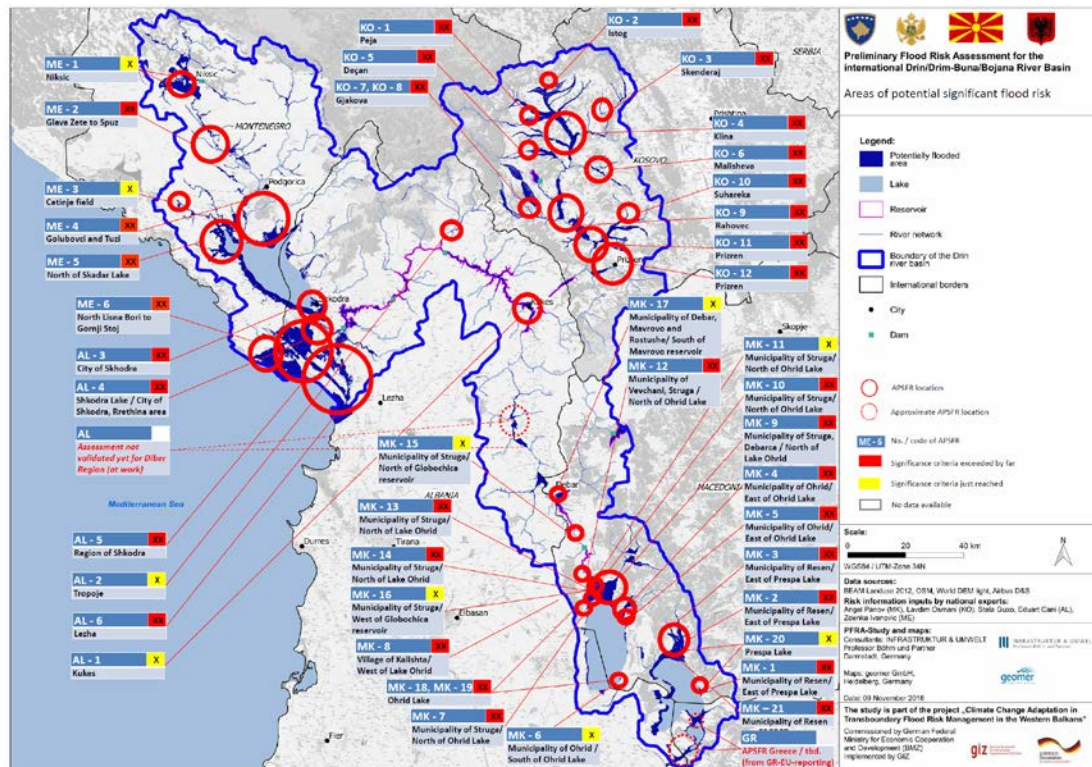 ME - 1 X
Niksic
ME - 2 XX
Glava Zete to Spuz
ME - 3 X
Cetinje field
ME - 4 XX
Golubovci and Tuzi
ME - 5 XX
North of Skadar Lake
ME - 6 XX
North Lisna Bori to
Gornji Stoj
AL - 3 XX
City of Skhodre
AL - 4 XX
Shkodra Lake / City of
Shkodra, Rrethina area
AL
Assessment not
validated yet for Diber
Region (at work)
Mediterranean Sea
AL - 5 XX
Region of Shkodra
AL - 2 X
Tropoje
AL - 6 XX
Lezha
AL - 1 X
Kukes
KO - 1 XX
Peja
KO - 5 XX
Deçan
KO - 7, KO - 8 XX
Gjakova
KO - 2 XX
Istog
KO - 3 XX
Skenderaj
KO - 4 XX
Klina
KO - 6 XX
Malisheva
KO - 10 XX
Suhareka
KO - 9 XX
Rahovec
KO - 11 XX
Prizren
KO - 12 XX
Prizren
MK - 17 X
Municipality of Debar,
Mavrovo and
Rostushe/ South of
Mavrovo reservoir
MK - 12 XX
Municipality of
Vevchani, Struga /
North of Ohrid Lake
MK - 11 X
Municipality of Struga/
North of Ohrid Lake
MK - 10 XX
Municipality of Struga/
North of Ohrid Lake
MK - 9 XX
Municipality of Struga,
Debarca / North of
Lake Ohrid
MK - 4 XX
Municipality of Ohrid/
East of Ohrid Lake
MK - 5 XX
Municipality of Ohrid/
East of Ohrid Lake
MK - 3 XX
Municipality of Resen/
East of Prespa Lake
MK - 2 XX
Municipality of Resen/
East of Prespa Lake
MK - 20 X
Prespa Lake
MK - 1 XX
Municipality of Resen/
East of Prespa Lake
MK – 21 XX
Municipality of Resen
GR
APSFR Greece / tbd.
(from GR-EU-reporting)
MK - 15 X
Municipality of Struga/
North of Globochica
reservoir
MK - 13 XX
Municipality of Struga/
North of Lake Ohrid
MK - 14 XX
Municipality of Struga/
North of Lake Ohrid
MK - 16 X
Municipality of Struga/
West of Globochica
reservoir
MK - 8 XX
Village of Kalishta/
West of Lake Ohrid
MK - 18, MK - 19 XX
Ohrid Lake
MK - 7 XX
Municipality of Struga/
North of Ohrid Lake
MK - 6 X
Municipality of Ohrid /
South of Ohrid Lake
Niksic
MONTENEGRO
Podgorica
SERBIA
Prishtina
KOSOVO
Prizren
Skopje
Lezha
Debar
MACEDONIA
ALBANIA
Durres
Tirana
Elbasan
Fier
Preliminary Flood Risk Assessment for the
international Drin/Drim-Buna/Bojana River Basin
Areas of potential significant flood risk
Legend:
Potentially flooded
area
Lake
Reservoir
River network
Boundary of the Drin
river basin
International borders
City
Dam
APSFR location
Approximate APSFR location
ME - 6 No. / code of APSFR
Significance criteria exceeded by far
Significance criteria just reached
No data available
Scale:
0 20 40 km
N
WGS84 / UTM-Zone 34N
Data sources:
BEAM Landuse 2012, OSM, World DEM light, Airbus D&S
Risk information inputs by national experts:
PFRA-Study and maps:
Consultants: INFRASTRUKTUR & UMWELT
Professor Böhm und Partner
Darmstadt, Germany
INFRASTRUKTUR & UMWELT
Maps: geomer GmbH,
Heidelberg, Germany
geomer
The study is part of the project „Climate Change Adaptation in
Transboundary Flood Risk Management in the Western Balkans"
Commissioned by German Federal
Ministry for Economic Cooperation
and Development (BMZ)
Implemented by GIZ
giz